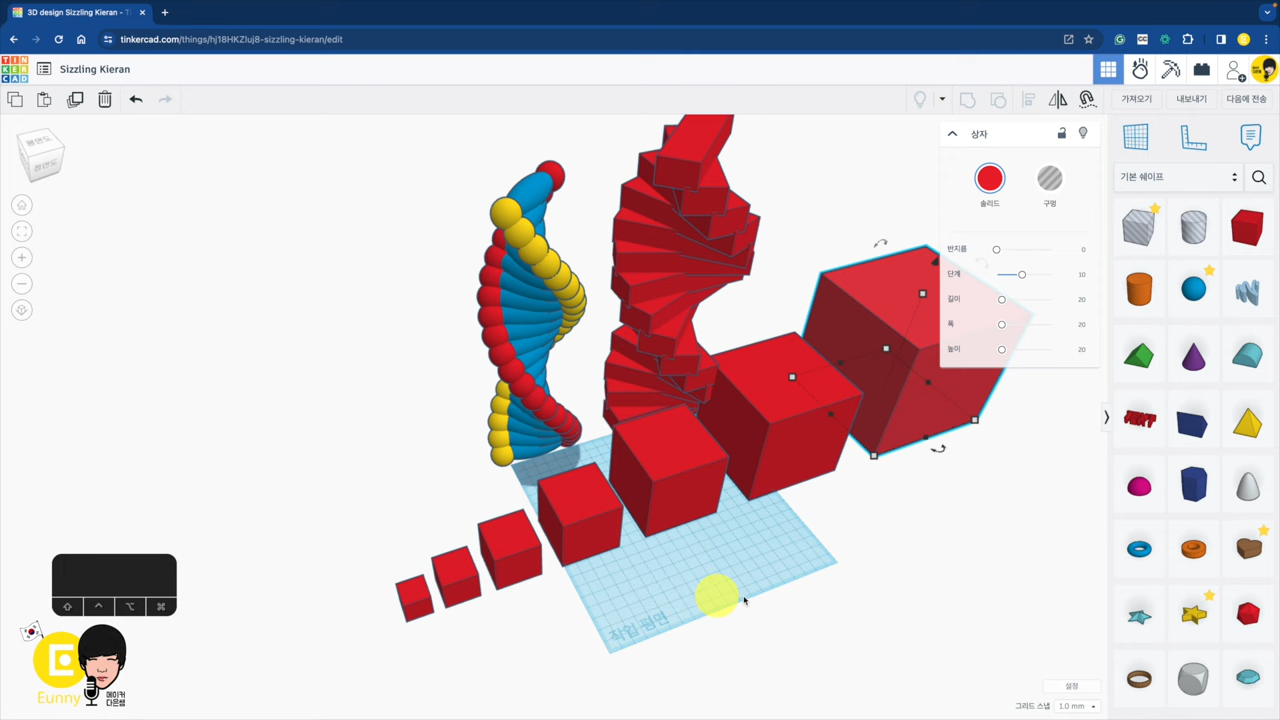 3D design Sizzling Kieran - T
tinkercad.com/things/hj18HKZluj8-sizzling-kieran/edit
TIN
KER
CAD
Sizzling Kieran
가져오기
내보내기
다음에 전송
상자
솔리드
구멍
반지름
0
단계
10
길이
20
폭
20
높이
20
기본 쉐이프
TEXT
작업 평면
Eunny
메이커
다은쌤
설정
그리드 스냅
1.0 mm